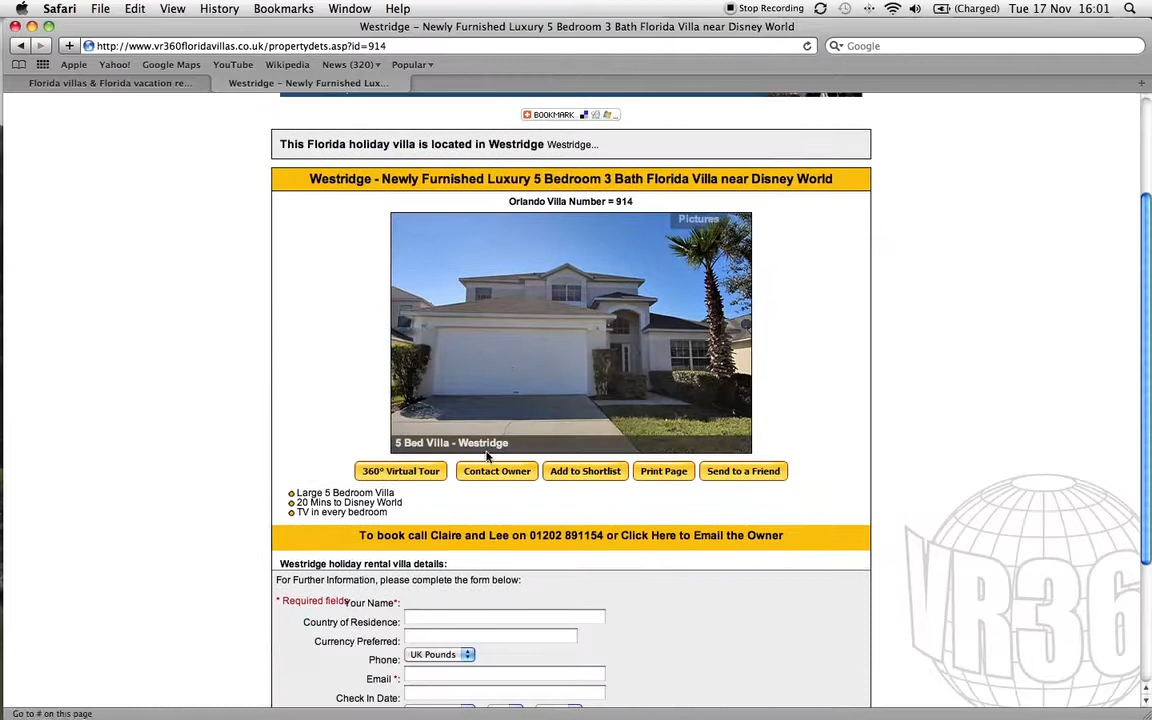 Safari File Edit View History Bookmarks Window Help Stop Recording (Charged) Tue 17 Nov 16:01
Westridge – Newly Furnished Luxury 5 Bedroom 3 Bath Florida Villa near Disney World
http://www.vr360floridavillas.co.uk/propertydets.asp?id=914 Google
Apple Yahoo! Google Maps YouTube Wikipedia News (320) Popular
Florida villas & Florida vacation re... Westridge – Newly Furnished Lux...
BOOKMARK
This Florida holiday villa is located in Westridge Westridge...
Westridge - Newly Furnished Luxury 5 Bedroom 3 Bath Florida Villa near Disney World
Orlando Villa Number = 914
Pictures
5 Bed Villa - Westridge
360° Virtual Tour Contact Owner Add to Shortlist Print Page Send to a Friend
Large 5 Bedroom Villa
20 Mins to Disney World
TV in every bedroom
To book call Claire and Lee on 01202 891154 or Click Here to Email the Owner
Westridge holiday rental villa details:
For Further Information, please complete the form below:
* Required fields
Your Name*:
Country of Residence:
Currency Preferred:
UK Pounds
Phone:
Email *:
Check In Date:
VR36
Go to # on this page